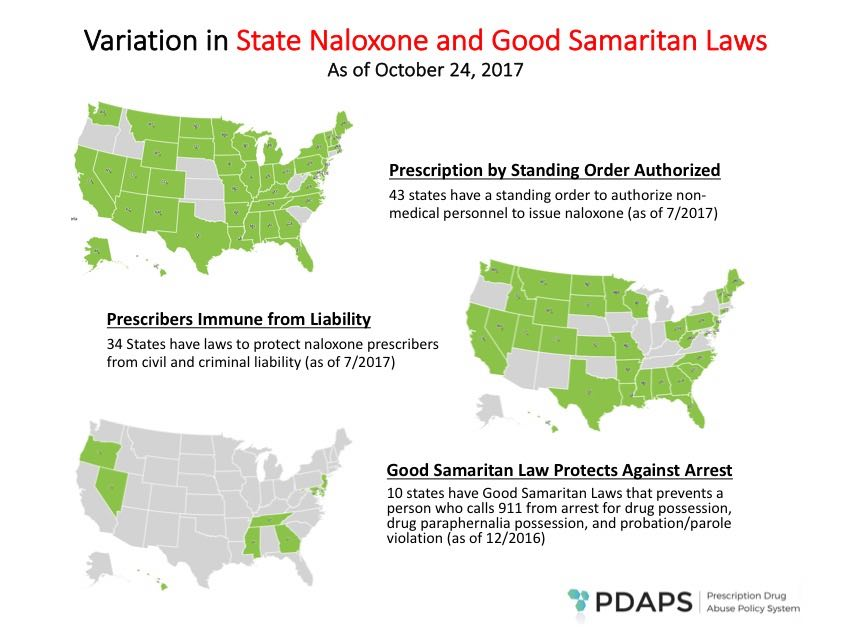 Variation in State Naloxone and Good Samaritan Laws
As of October 24, 2017
Prescription by Standing Order Authorized
43 states have a standing order to authorize non-
medical personnel to issue naloxone (as of 7/2017)
Prescribers Immune from Liability
34 States have laws to protect naloxone prescribers
from civil and criminal liability (as of 7/2017)
Good Samaritan Law Protects Against Arrest
10 states have Good Samaritan Laws that prevents a
person who calls 911 from arrest for drug possession,
drug paraphernalia possession, and probation/parole
violation (as of 12/2016)
PDAPS
Prescription Drug
Abuse Policy System